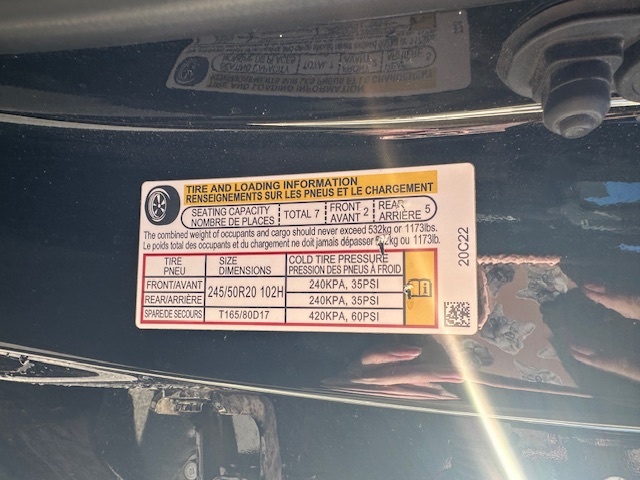 TIRE AND LOADING INFORMATION
RENSEIGNEMENTS SUR LES PNEUS ET LE CHARGEMENT
SEATING CAPACITY NOMBRE DE PLACES TOTAL 7 FRONT AVANT 2 REAR ARRIÈRE 5
The combined weight of occupants and cargo should never exceed 532kg or 1173lbs.
Le poids total des occupants et du chargement ne doit jamais dépasser kg ou 1173lb.
TIRE PNEU SIZE DIMENSIONS COLD TIRE PRESSURE PRESSION DES PNEUS À FROID
FRONT/AVANT 245/50R20 102H 240KPA, 35PSI
REAR/ARRIÈRE 240KPA, 35PSI
SPARE/DE SECOURS T165/80D17 420KPA, 60PSI
20C22